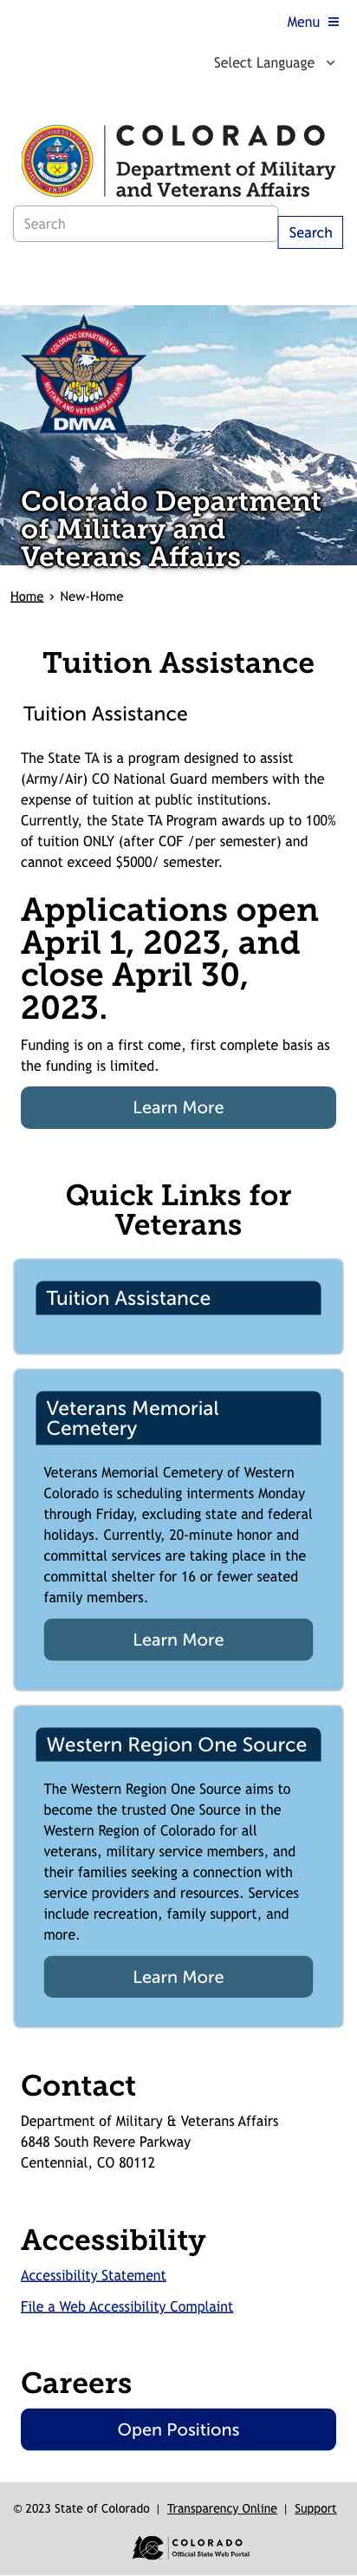 Menu
Select Language
COLORADO
Department of Military
and Veterans Affairs
Search
Search
COLORADO DEPARTMENT OF
MILITARY AND VETERANS AFFAIRS
DMVA
Colorado Department
of Military and
Veterans Affairs
Home › New-Home
Tuition Assistance
Tuition Assistance
The State TA is a program designed to assist
(Army/Air) CO National Guard members with the
expense of tuition at public institutions.
Currently, the State TA Program awards up to 100%
of tuition ONLY (after COF /per semester) and
cannot exceed $5000/ semester.
Applications open
April 1, 2023, and
close April 30,
2023.
Funding is on a first come, first complete basis as
the funding is limited.
Learn More
Quick Links for
Veterans
Tuition Assistance
Veterans Memorial
Cemetery
Veterans Memorial Cemetery of Western
Colorado is scheduling interments Monday
through Friday, excluding state and federal
holidays. Currently, 20-minute honor and
committal services are taking place in the
committal shelter for 16 or fewer seated
family members.
Learn More
Western Region One Source
The Western Region One Source aims to
become the trusted One Source in the
Western Region of Colorado for all
veterans, military service members, and
their families seeking a connection with
service providers and resources. Services
include recreation, family support, and
more.
Learn More
Contact
Department of Military & Veterans Affairs
6848 South Revere Parkway
Centennial, CO 80112
Accessibility
Accessibility Statement
File a Web Accessibility Complaint
Careers
Open Positions
© 2023 State of Colorado | Transparency Online | Support
COLORADO
Official State Web Portal